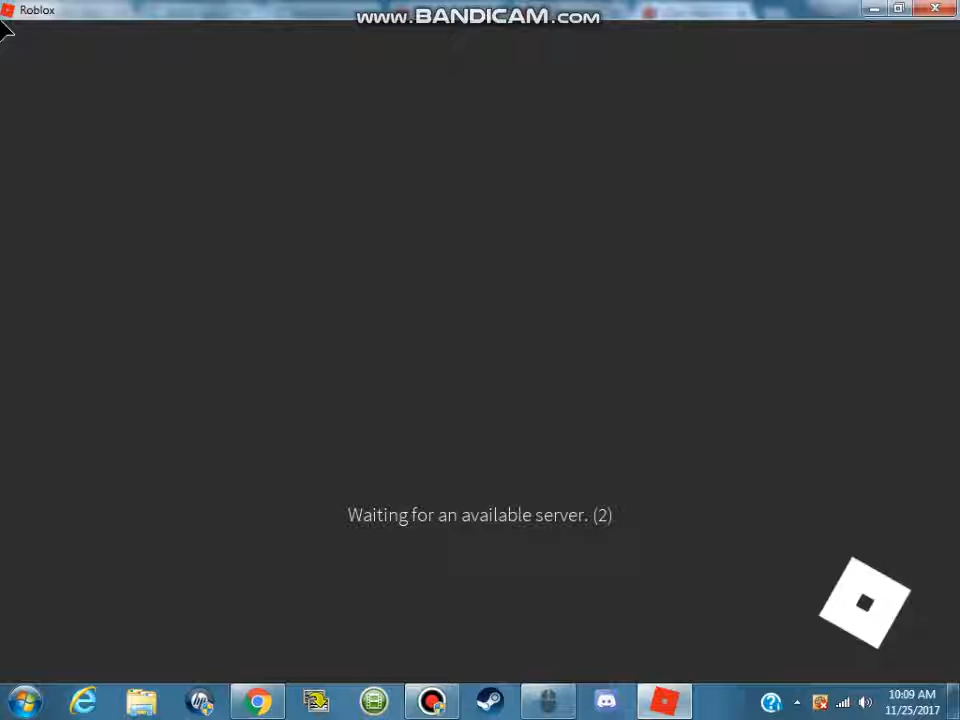 Roblox
WWW.BANDICAM.COM
Waiting for an available server. (2)
10:09 AM
11/25/2017